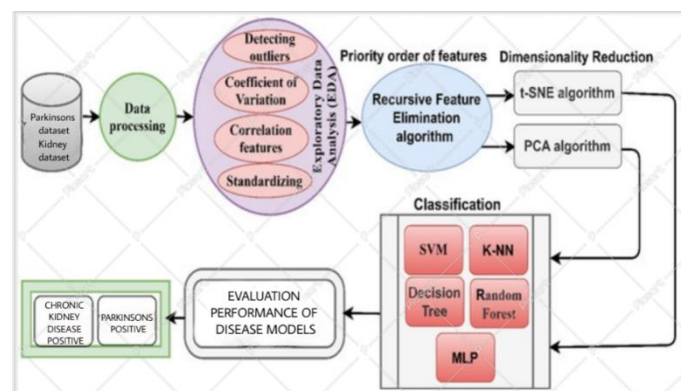 Parkinsons
dataset
Kidney
dataset
Data
processing
Detecting
outliers
Coefficient of
Variation
Correlation
features
Standardizing
Exploratory Data
Analysis (EDA)
Priority order of features
Recursive Feature
Elimination
algorithm
Dimensionality Reduction
t-SNE algorithm
PCA algorithm
Classification
SVM
K-NN
Decision
Tree
Random
Forest
MLP
EVALUATION
PERFORMANCE OF
DISEASE MODELS
CHRONIC
KIDNEY
DISEASE
POSITIVE
PARKINSONS
POSITIVE